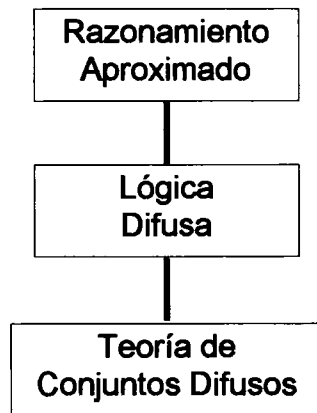 Razonamiento
Aproximado
Lógica
Difusa
Teoría de
Conjuntos Difusos